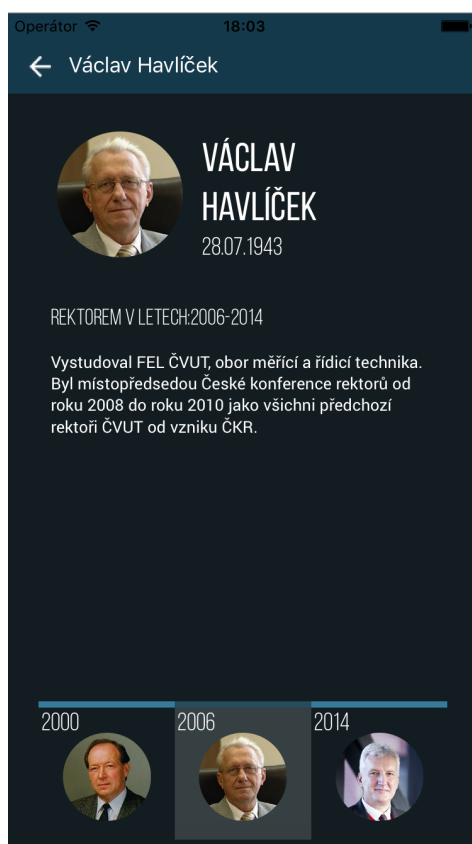 Operátor 18:03
Václav Havlíček
VÁCLAV
HAVLÍČEK
28.07.1943
REKTOREM V LETECH:2006-2014
Vystudoval FEL ČVUT, obor měřící a řídicí technika.
Byl místopředsedou České konference rektorů od
roku 2008 do roku 2010 jako všichni předchozí
rektoři ČVUT od vzniku ČKR.
2000 2006 2014